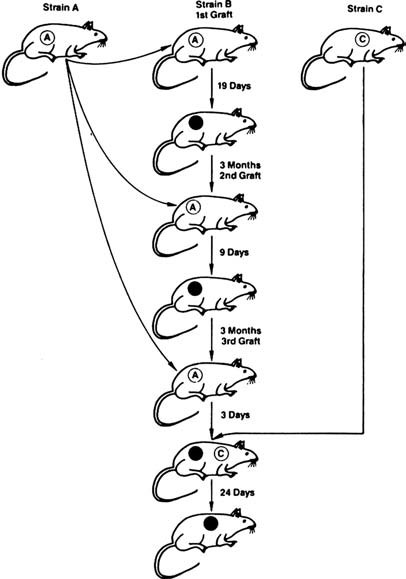 Strain A
Strain B
1st Graft
Strain C
A
A
C
19 Days
3 Months
2nd Graft
A
9 Days
3 Months
3rd Graft
A
3 Days
C
24 Days